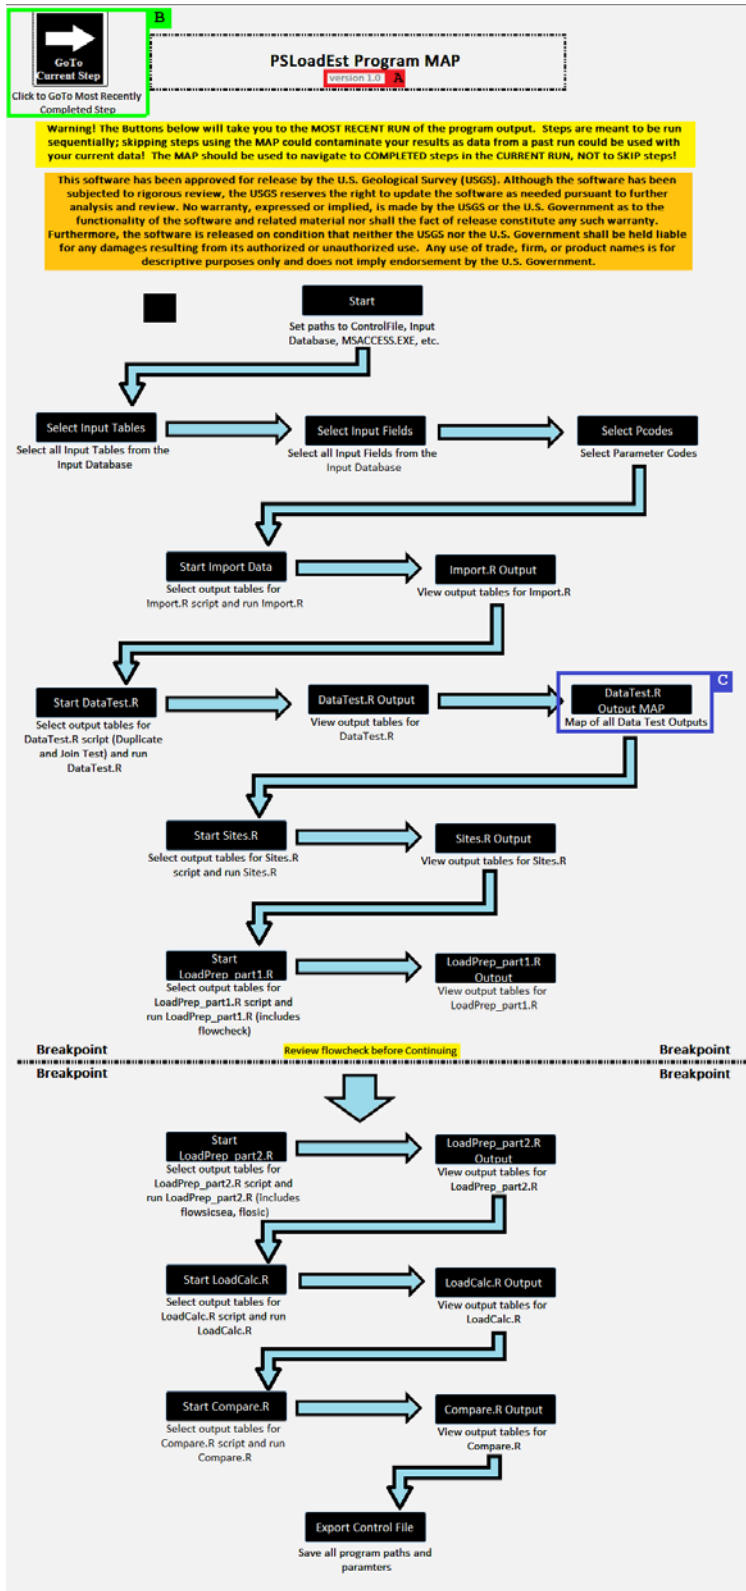 B
GoTo
Current Step
Click to GoTo Most Recently
Completed Step
PSLoadEst Program MAP
version 1.0
A
Warning! The Buttons below will take you to the MOST RECENT RUN of the program output. Steps are meant to be run
sequentially; skipping steps using the MAP could contaminate your results as data from a past run could be used with
your current data! The MAP should be used to navigate to COMPLETED steps in the CURRENT RUN, NOT to SKIP steps!
This software has been approved for release by the U.S. Geological Survey (USGS). Although the software has been
subjected to rigorous review, the USGS reserves the right to update the software as needed pursuant to further
analysis and review. No warranty, expressed or implied, is made by the USGS or the U.S. Government as to the
functionality of the software and related material nor shall the fact of release constitute any such warranty.
Furthermore, the software is released on condition that neither the USGS nor the U.S. Government shall be held liable
for any damages resulting from its authorized or unauthorized use. Any use of trade, firm, or product names is for
descriptive purposes only and does not imply endorsement by the U.S. Government.
Start
Set paths to ControlFile, Input
Database, MSACCESS.EXE, etc.
Select Input Tables
Select all Input Tables from the
Input Database
Select Input Fields
Select all Input Fields from the
Input Database
Select Pcodes
Select Parameter Codes
Start Import Data
Select output tables for
Import.R script and run Import.R
Import.R Output
View output tables for Import.R
Start DataTest.R
Select output tables for
DataTest.R script (Duplicate
and Join Test) and run
DataTest.R
DataTest.R Output
View output tables for
DataTest.R
C
DataTest.R
Output MAP
Map of all Data Test Outputs
Start Sites.R
Select output tables for Sites.R
script and run Sites.R
Sites.R Output
View output tables for Sites.R
Start
LoadPrep_part1.R
Select output tables for
LoadPrep_part1.R script and
run LoadPrep_part1.R (includes
flowcheck)
LoadPrep_part1.R
Output
View output tables for
LoadPrep_part1.R
Breakpoint
Review flowcheck before Continuing
Breakpoint
Breakpoint
Breakpoint
Start
LoadPrep_part2.R
Select output tables for
LoadPrep_part2.R script and
run LoadPrep_part2.R (includes
flowsicsea, flosic)
LoadPrep_part2.R
Output
View output tables for
LoadPrep_part2.R
Start LoadCalc.R
Select output tables for
LoadCalc.R script and run
LoadCalc.R
LoadCalc.R Output
View output tables for
LoadCalc.R
Start Compare.R
Select output tables for
Compare.R script and run
Compare.R
Compare.R Output
View output tables for
Compare.R
Export Control File
Save all program paths and
paramters